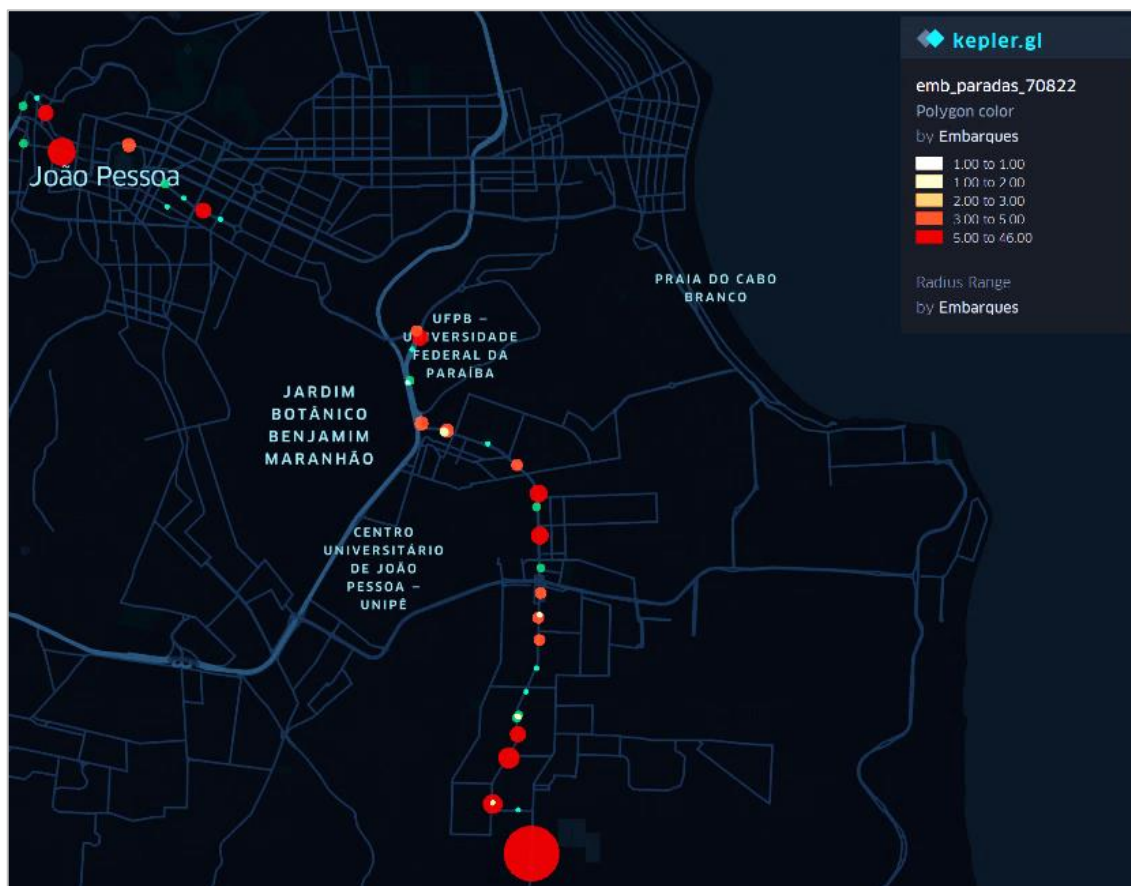 kepler.gl
emb_paradas_70822
Polygon color
by Embarques
1.00 to 1.00
1.00 to 2.00
2.00 to 3.00
3.00 to 5.00
5.00 to 46.00
Radius Range
by Embarques
João Pessoa
PRAIA DO CABO
BRANCO
UFPB –
UNIVERSIDADE
FEDERAL DA
PARAÍBA
JARDIM
BOTÂNICO
BENJAMIM
MARANHÃO
CENTRO
UNIVERSITÁRIO
DE JOÃO
PESSOA –
UNIPÊ